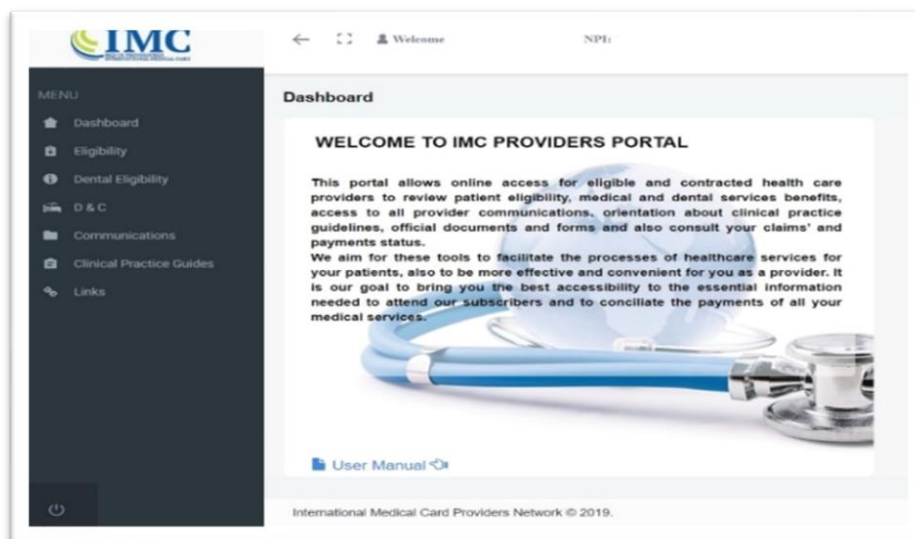 IMC
Welcome
NPI:
MENU
Dashboard
Eligibility
Dental Eligibility
D & C
Communications
Clinical Practice Guides
Links
Dashboard
WELCOME TO IMC PROVIDERS PORTAL
This portal allows online access for eligible and contracted health care
providers to review patient eligibility, medical and dental services benefits,
access to all provider communications, orientation about clinical practice
guidelines, official documents and forms and also consult your claims' and
payments status.
We aim for these tools to facilitate the processes of healthcare services for
your patients, also to be more effective and convenient for you as a provider. It
is our goal to bring you the best accessibility to the essential information
needed to attend our subscribers and to conciliate the payments of all your
medical services.
User Manual
International Medical Card Providers Network © 2019.